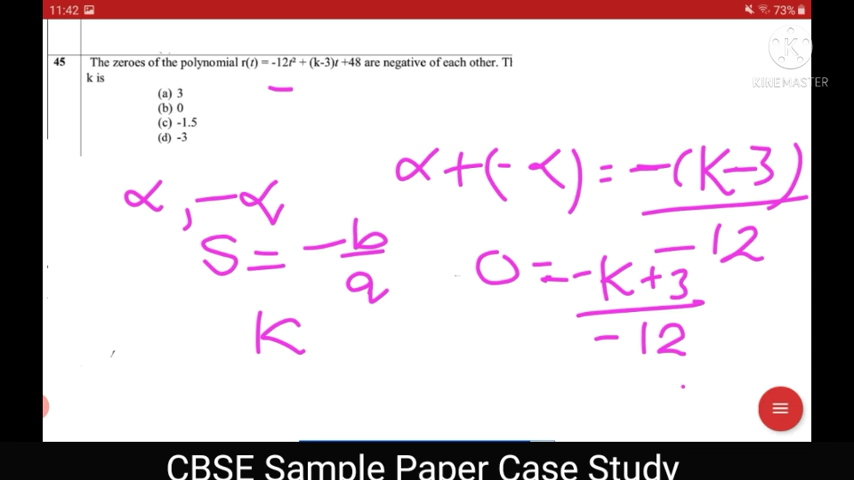 11:42 73%
KINEMASTER
45 The zeroes of the polynomial r(t) = -12t² + (k-3)t +48 are negative of each other. Th
k is
(a) 3
(b) 0
(c) -1.5
(d) -3
α, -α
α + (-α) = -(K-3)/-12
S = -b/a
0 = -K+3/-12
K
CBSE Sample Paper Case Study